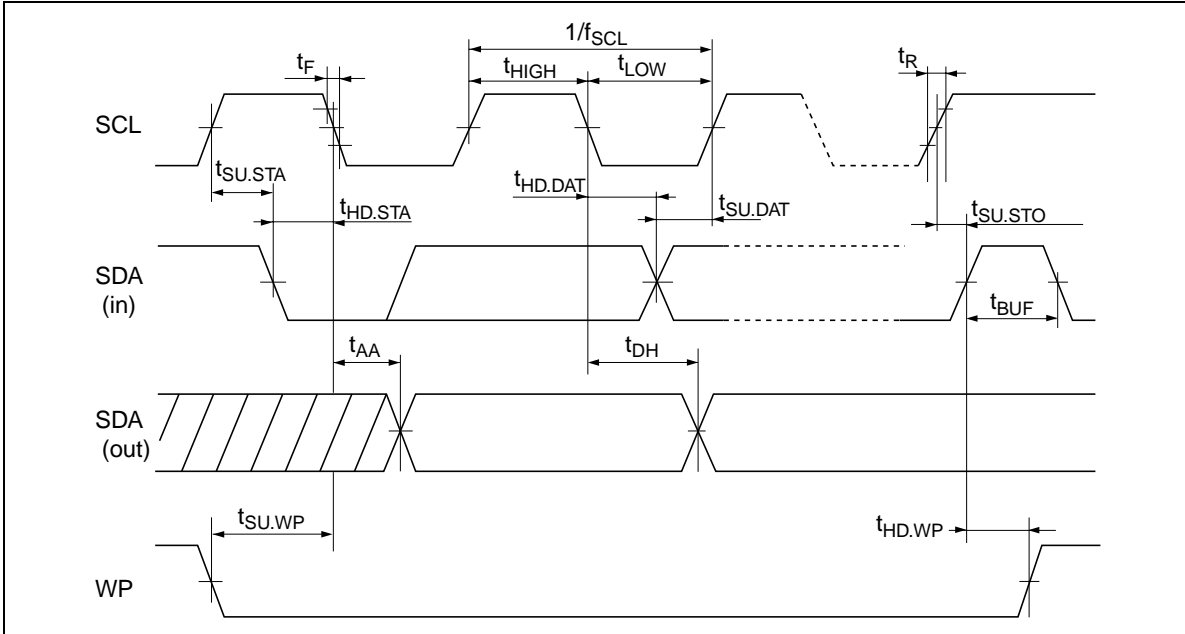 1/fSCL
tF
tHIGH
tLOW
tR
SCL
tSU.STA
tHD.STA
tHD.DAT
tSU.DAT
tSU.STO
SDA
(in)
tBUF
tAA
tDH
SDA
(out)
tSU.WP
tHD.WP
WP